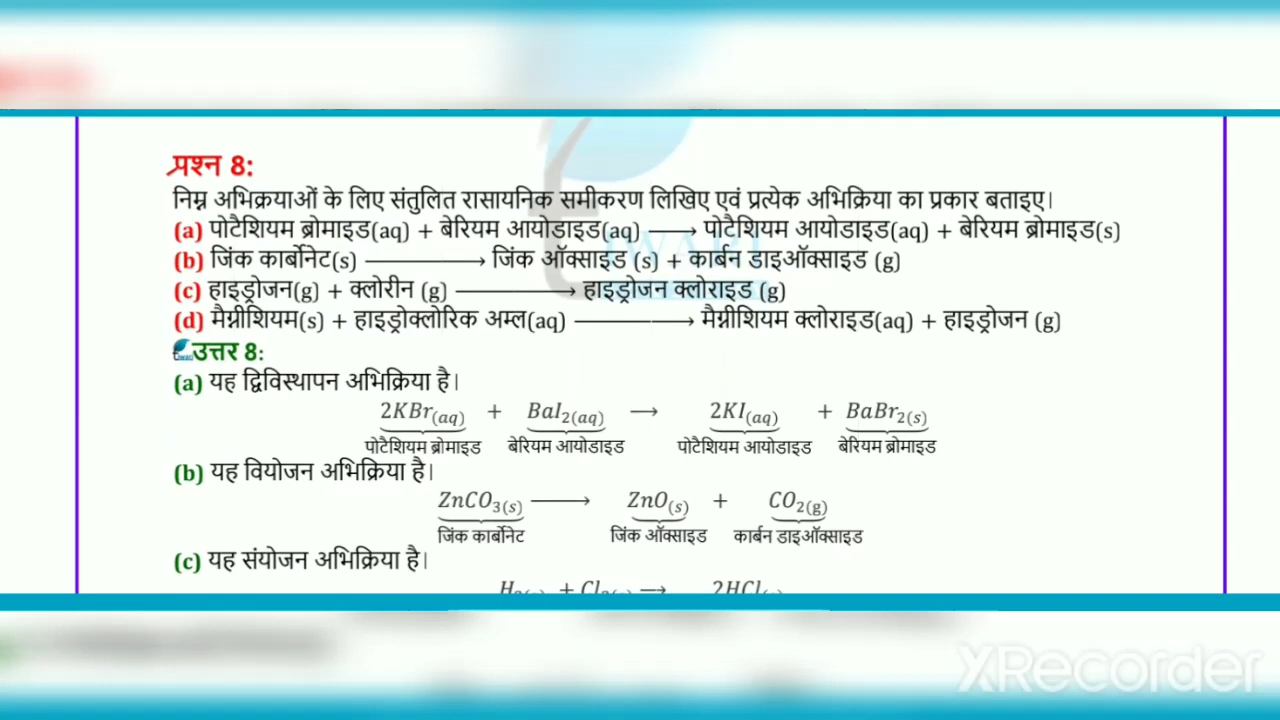 प्रश्न 8:
निम्न अभिक्रयाओं के लिए संतुलित रासायनिक समीकरण लिखिए एवं प्रत्येक अभिक्रिया का प्रकार बताइए।
(a) पोटैशियम ब्रोमाइड(aq) + बेरियम आयोडाइड(aq) ⟶ पोटैशियम आयोडाइड(aq) + बेरियम ब्रोमाइड(s)
(b) जिंक कार्बोनेट(s) ⟶ जिंक ऑक्साइड (s) + कार्बन डाइऑक्साइड (g)
(c) हाइड्रोजन(g) + क्लोरीन (g) ⟶ हाइड्रोजन क्लोराइड (g)
(d) मैग्नीशियम(s) + हाइड्रोक्लोरिक अम्ल(aq) ⟶ मैग्नीशियम क्लोराइड(aq) + हाइड्रोजन (g)
उत्तर 8:
(a) यह द्विविस्थापन अभिक्रिया है।
2KBr(aq) + BaI2(aq) ⟶ 2KI(aq) + BaBr2(s)
पोटैशियम ब्रोमाइड बेरियम आयोडाइड पोटैशियम आयोडाइड बेरियम ब्रोमाइड
(b) यह वियोजन अभिक्रिया है।
ZnCO3(s) ⟶ ZnO(s) + CO2(g)
जिंक कार्बोनेट जिंक ऑक्साइड कार्बन डाइऑक्साइड
(c) यह संयोजन अभिक्रिया है।
+ ⟶ 2HCl
XRecorder